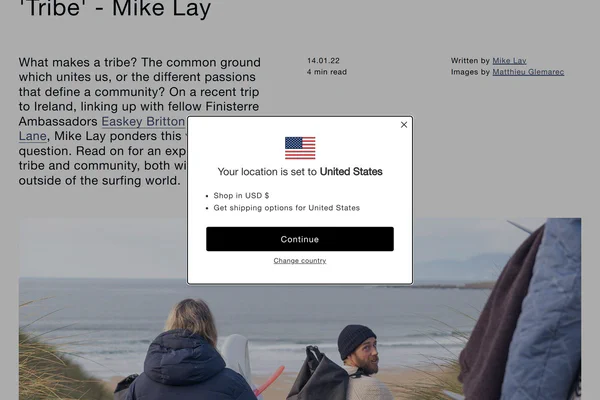 'Tribe' - Mike Lay
What makes a tribe? The common ground
which unites us, or the different passions
that define a community? On a recent trip
to Ireland, linking up with fellow Finisterre
Ambassadors Easkey Britton
Lane, Mike Lay ponders this
question. Read on for an exp
tribe and community, both wi
outside of the surfing world.
14.01.22
4 min read
Written by Mike Lay
Images by Matthieu Glemarec
Your location is set to United States
Shop in USD $
Get shipping options for United States
Continue
Change country